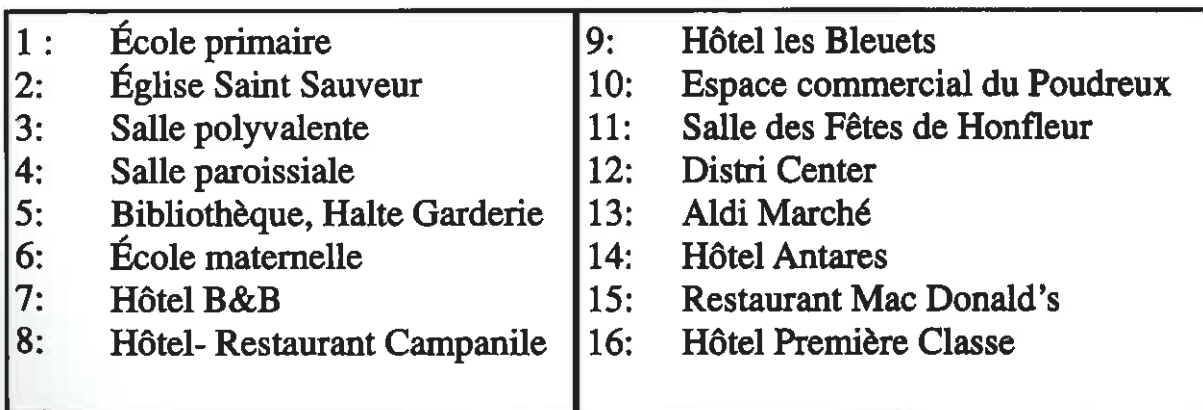 1 : École primaire
2: Église Saint Sauveur
3: Salle polyvalente
4: Salle paroissiale
5: Bibliothèque, Halte Garderie
6: École maternelle
7: Hôtel B&B
8: Hôtel- Restaurant Campanile
9: Hôtel les Bleuets
10: Espace commercial du Poudreux
11: Salle des Fêtes de Honfleur
12: Distri Center
13: Aldi Marché
14: Hôtel Antares
15: Restaurant Mac Donald's
16: Hôtel Première Classe